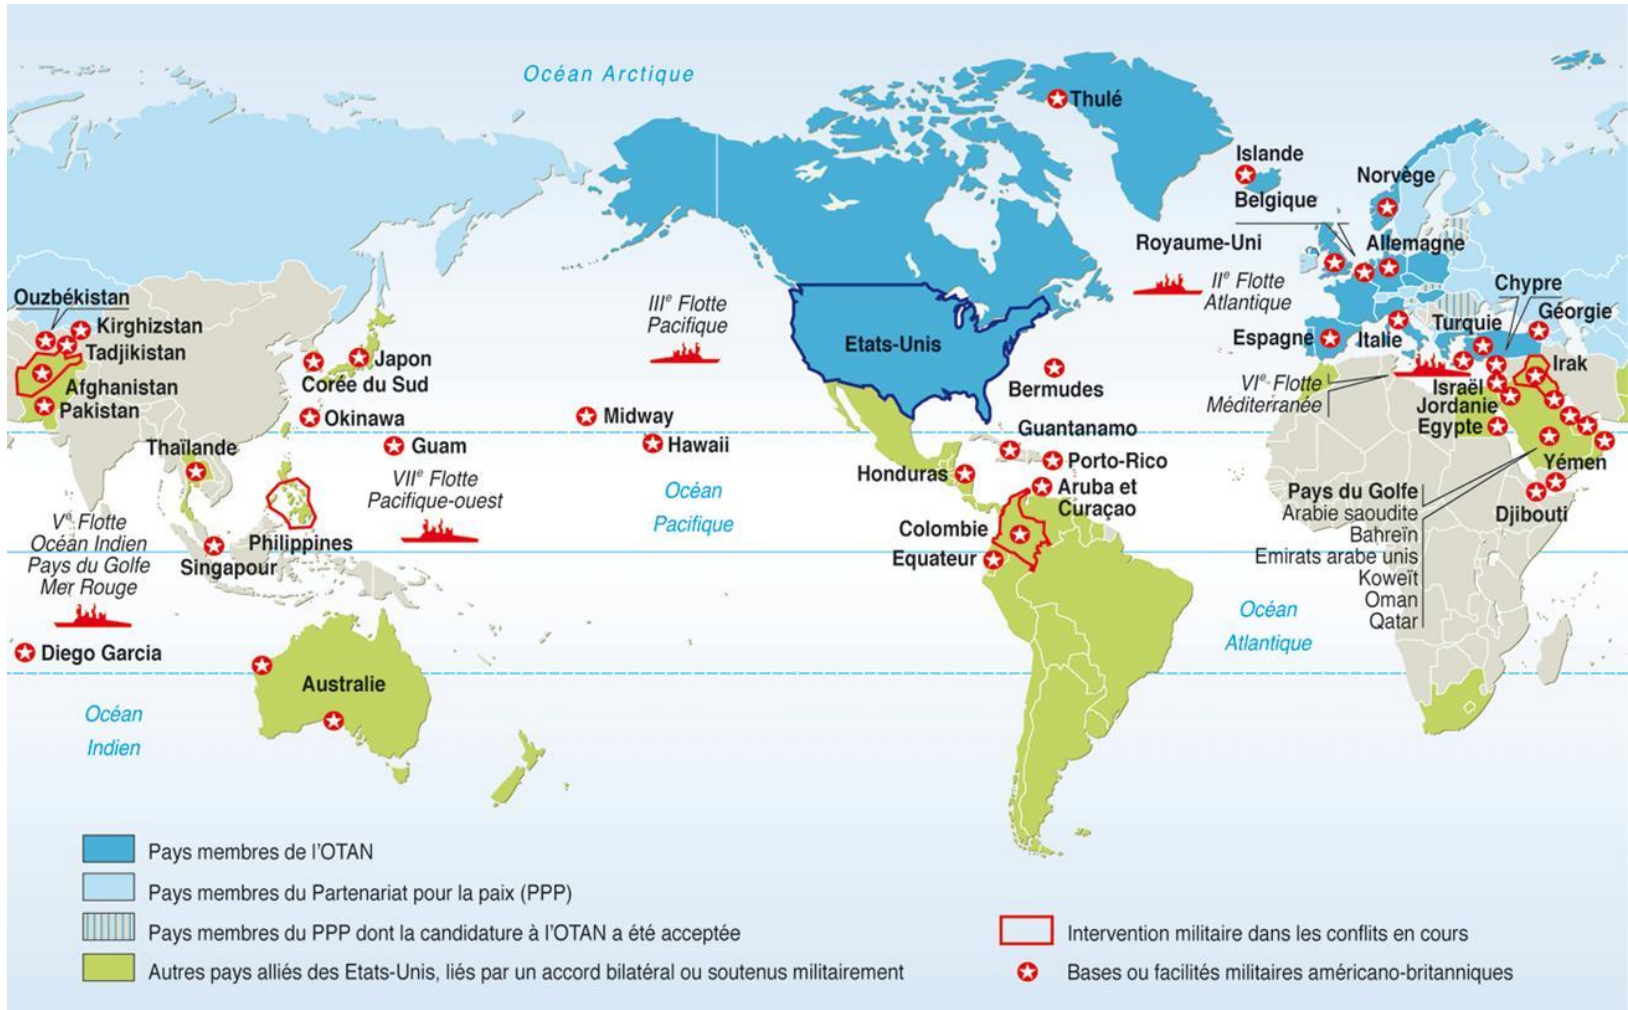 Océan Arctique
Thulé
Islande
Belgique
Norvège
Royaume-Uni
Allemagne
IIe Flotte
Atlantique
Chypre
Géorgie
Turquie
Espagne
Italie
Irak
VIe Flotte
Méditerranée
Israël
Jordanie
Egypte
Yémen
Djibouti
Pays du Golfe
Arabie saoudite
Bahreïn
Emirats arabe unis
Koweït
Oman
Qatar
Ouzbékistan
Kirghizstan
Tadjikistan
Afghanistan
Pakistan
Japon
Corée du Sud
Okinawa
Guam
Thaïlande
VIIe Flotte
Pacifique-ouest
Philippines
Singapour
Ve Flotte
Océan Indien
Pays du Golfe
Mer Rouge
Diego Garcia
Australie
Océan
Indien
IIIe Flotte
Pacifique
Midway
Hawaii
Océan
Pacifique
Etats-Unis
Bermudes
Guantanamo
Porto-Rico
Honduras
Aruba et
Curaçao
Colombie
Equateur
Océan
Atlantique
Pays membres de l'OTAN
Pays membres du Partenariat pour la paix (PPP)
Pays membres du PPP dont la candidature à l'OTAN a été acceptée
Autres pays alliés des Etats-Unis, liés par un accord bilatéral ou soutenus militairement
Intervention militaire dans les conflits en cours
Bases ou facilités militaires américano-britanniques